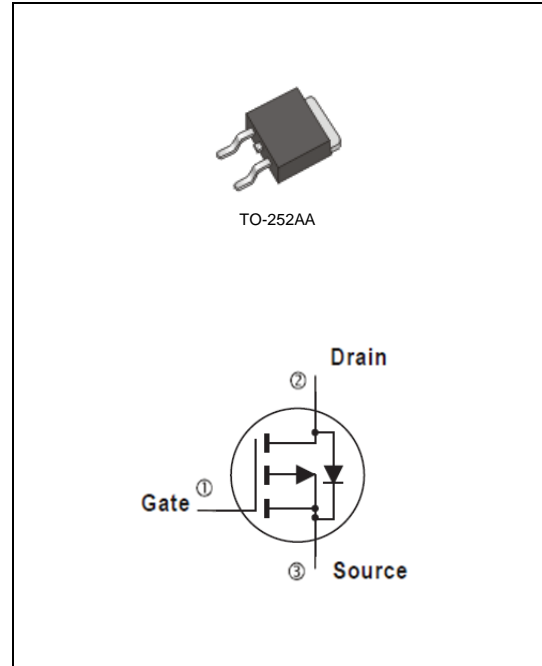 TO-252AA
Drain
②
Gate ①
③ Source